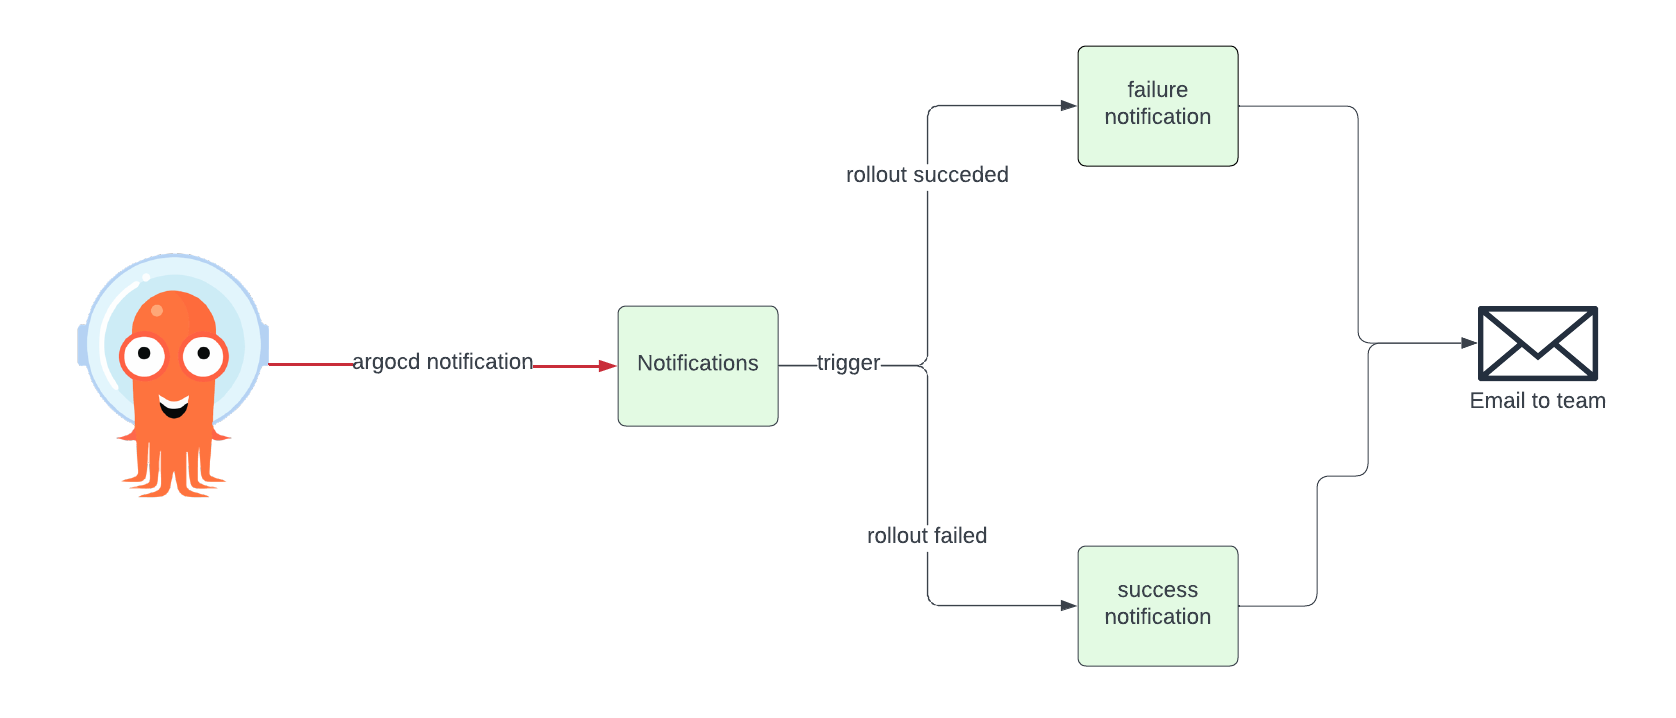 argocd notification
Notifications
trigger
rollout succeded
failure
notification
rollout failed
success
notification
Email to team